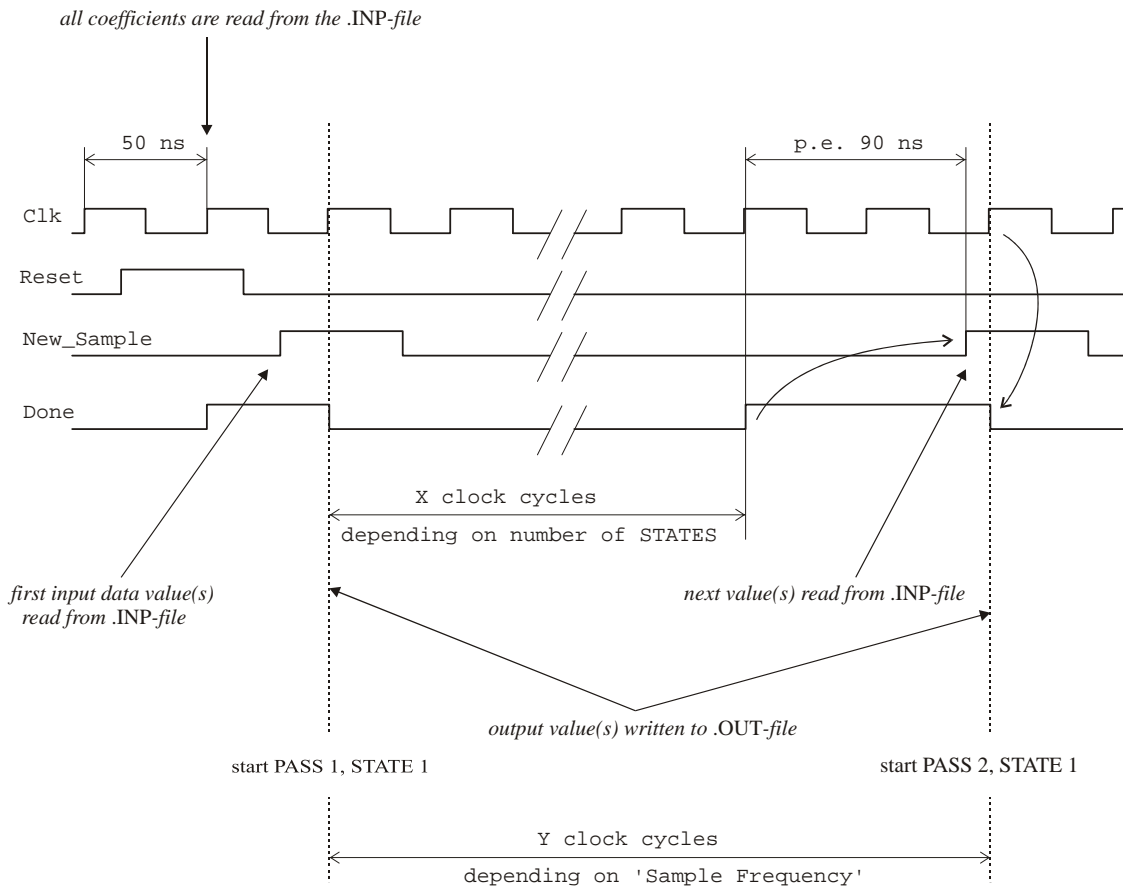 all coefficients are read from the .INP-file
50 ns
p.e. 90 ns
Clk
Reset
New_Sample
Done
X clock cycles
depending on number of STATES
first input data value(s)
read from .INP-file
next value(s) read from .INP-file
output value(s) written to .OUT-file
start PASS 1, STATE 1
start PASS 2, STATE 1
Y clock cycles
depending on 'Sample Frequency'